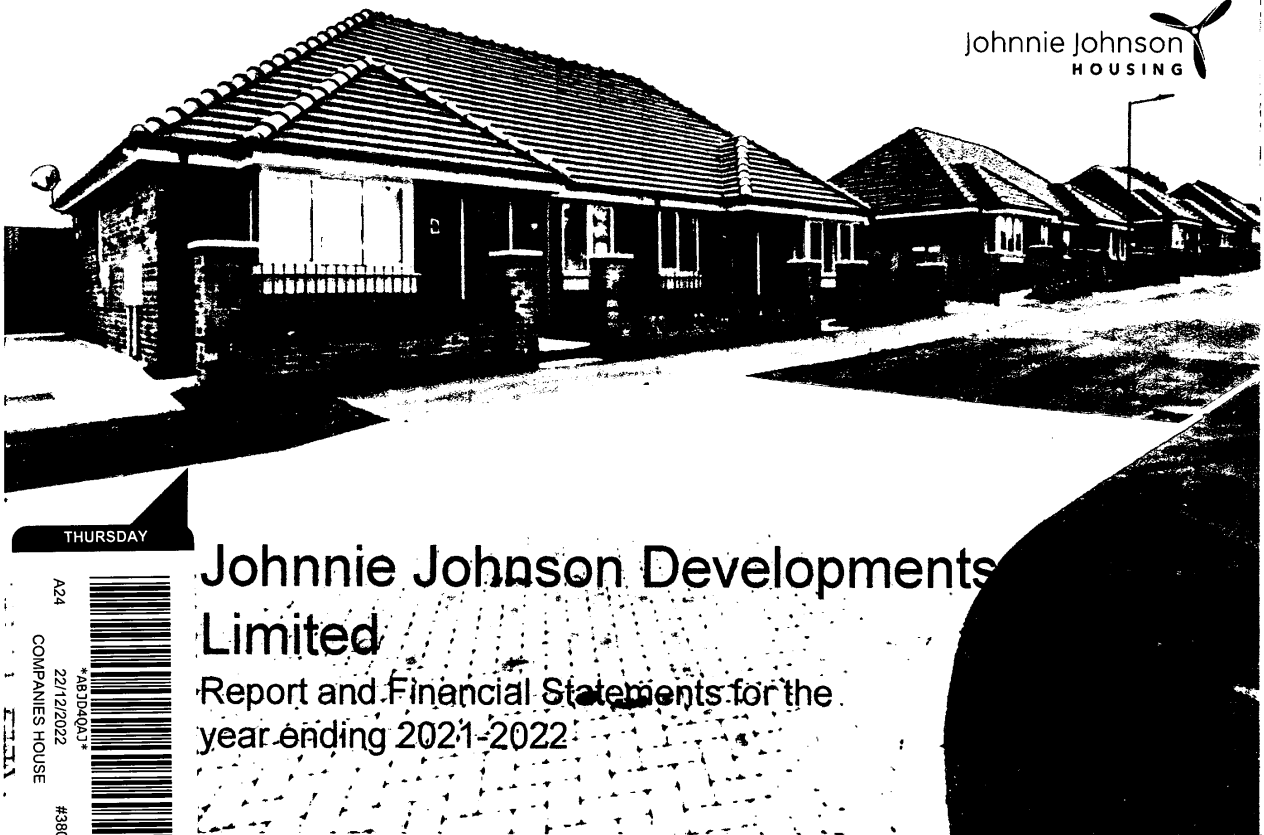 Johnnie Johnson
HOUSING
THURSDAY
Johnnie Johnson Developments
Limited
Report and Financial Statements for the
year ending 2021-2022
*ABJD4QAJ*
A24
22/12/2022
COMPANIES HOUSE